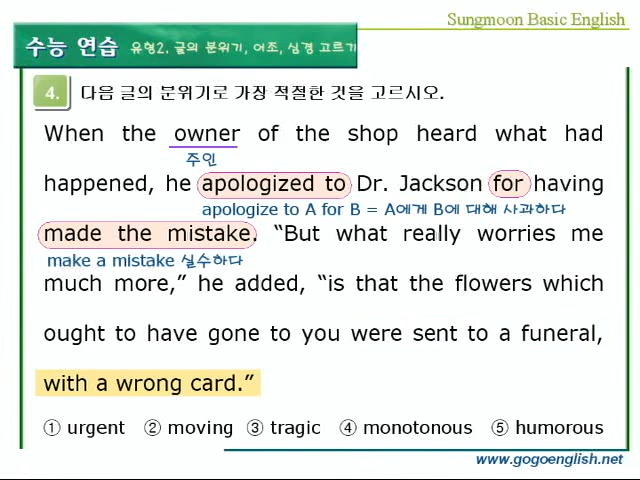 Sungmoon Basic English
수능 연습 유형2. 글의 분위기, 어조, 심경 고르기
4. 다음 글의 분위기로 가장 적절한 것을 고르시오.
When the owner of the shop heard what had
주인
happened, he apologized to Dr. Jackson for having
apologize to A for B = A에게 B에 대해 사과하다
made the mistake. “But what really worries me
make a mistake 실수하다
much more,” he added, “is that the flowers which
ought to have gone to you were sent to a funeral,
with a wrong card.”
① urgent ② moving ③ tragic ④ monotonous ⑤ humorous
www.gogoenglish.net